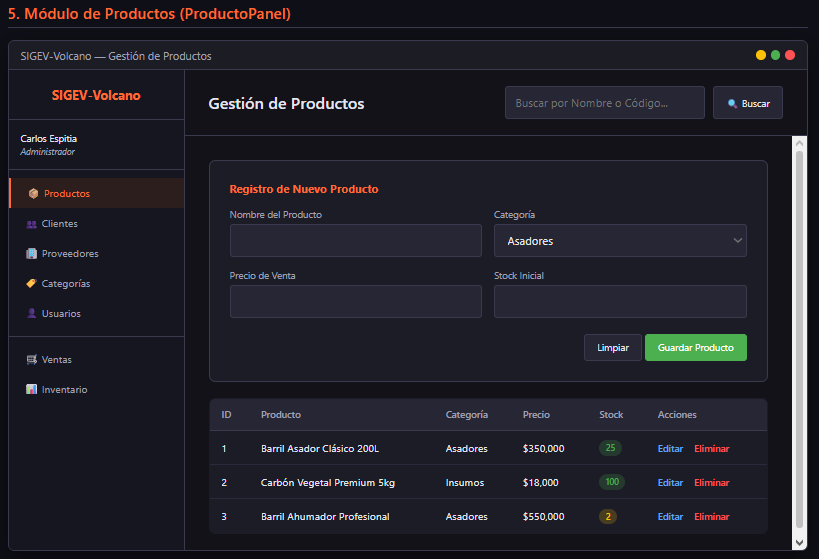 5. Módulo de Productos (ProductoPanel)
SIGEV-Volcano — Gestión de Productos
SIGEV-Volcano
Carlos Espitia
Administrador
Productos
Clientes
Proveedores
Categorías
Usuarios
Ventas
Inventario
Gestión de Productos
Buscar por Nombre o Código...
Buscar
Registro de Nuevo Producto
Nombre del Producto
Categoría
Asadores
Precio de Venta
Stock Inicial
Limpiar
Guardar Producto
ID Producto Categoría Precio Stock Acciones
1 Barril Asador Clásico 200L Asadores $350,000 25 Editar Eliminar
2 Carbón Vegetal Premium 5kg Insumos $18,000 100 Editar Eliminar
3 Barril Ahumador Profesional Asadores $550,000 2 Editar Eliminar